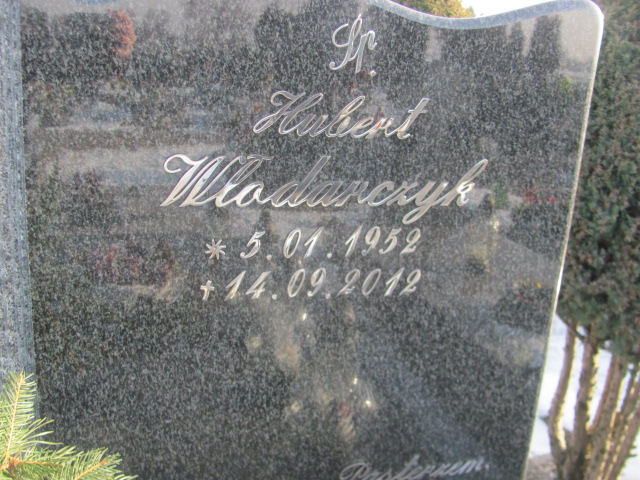 Śp.
Hubert
Włodarczyk
* 5.01.1952
✝ 14.09.2012